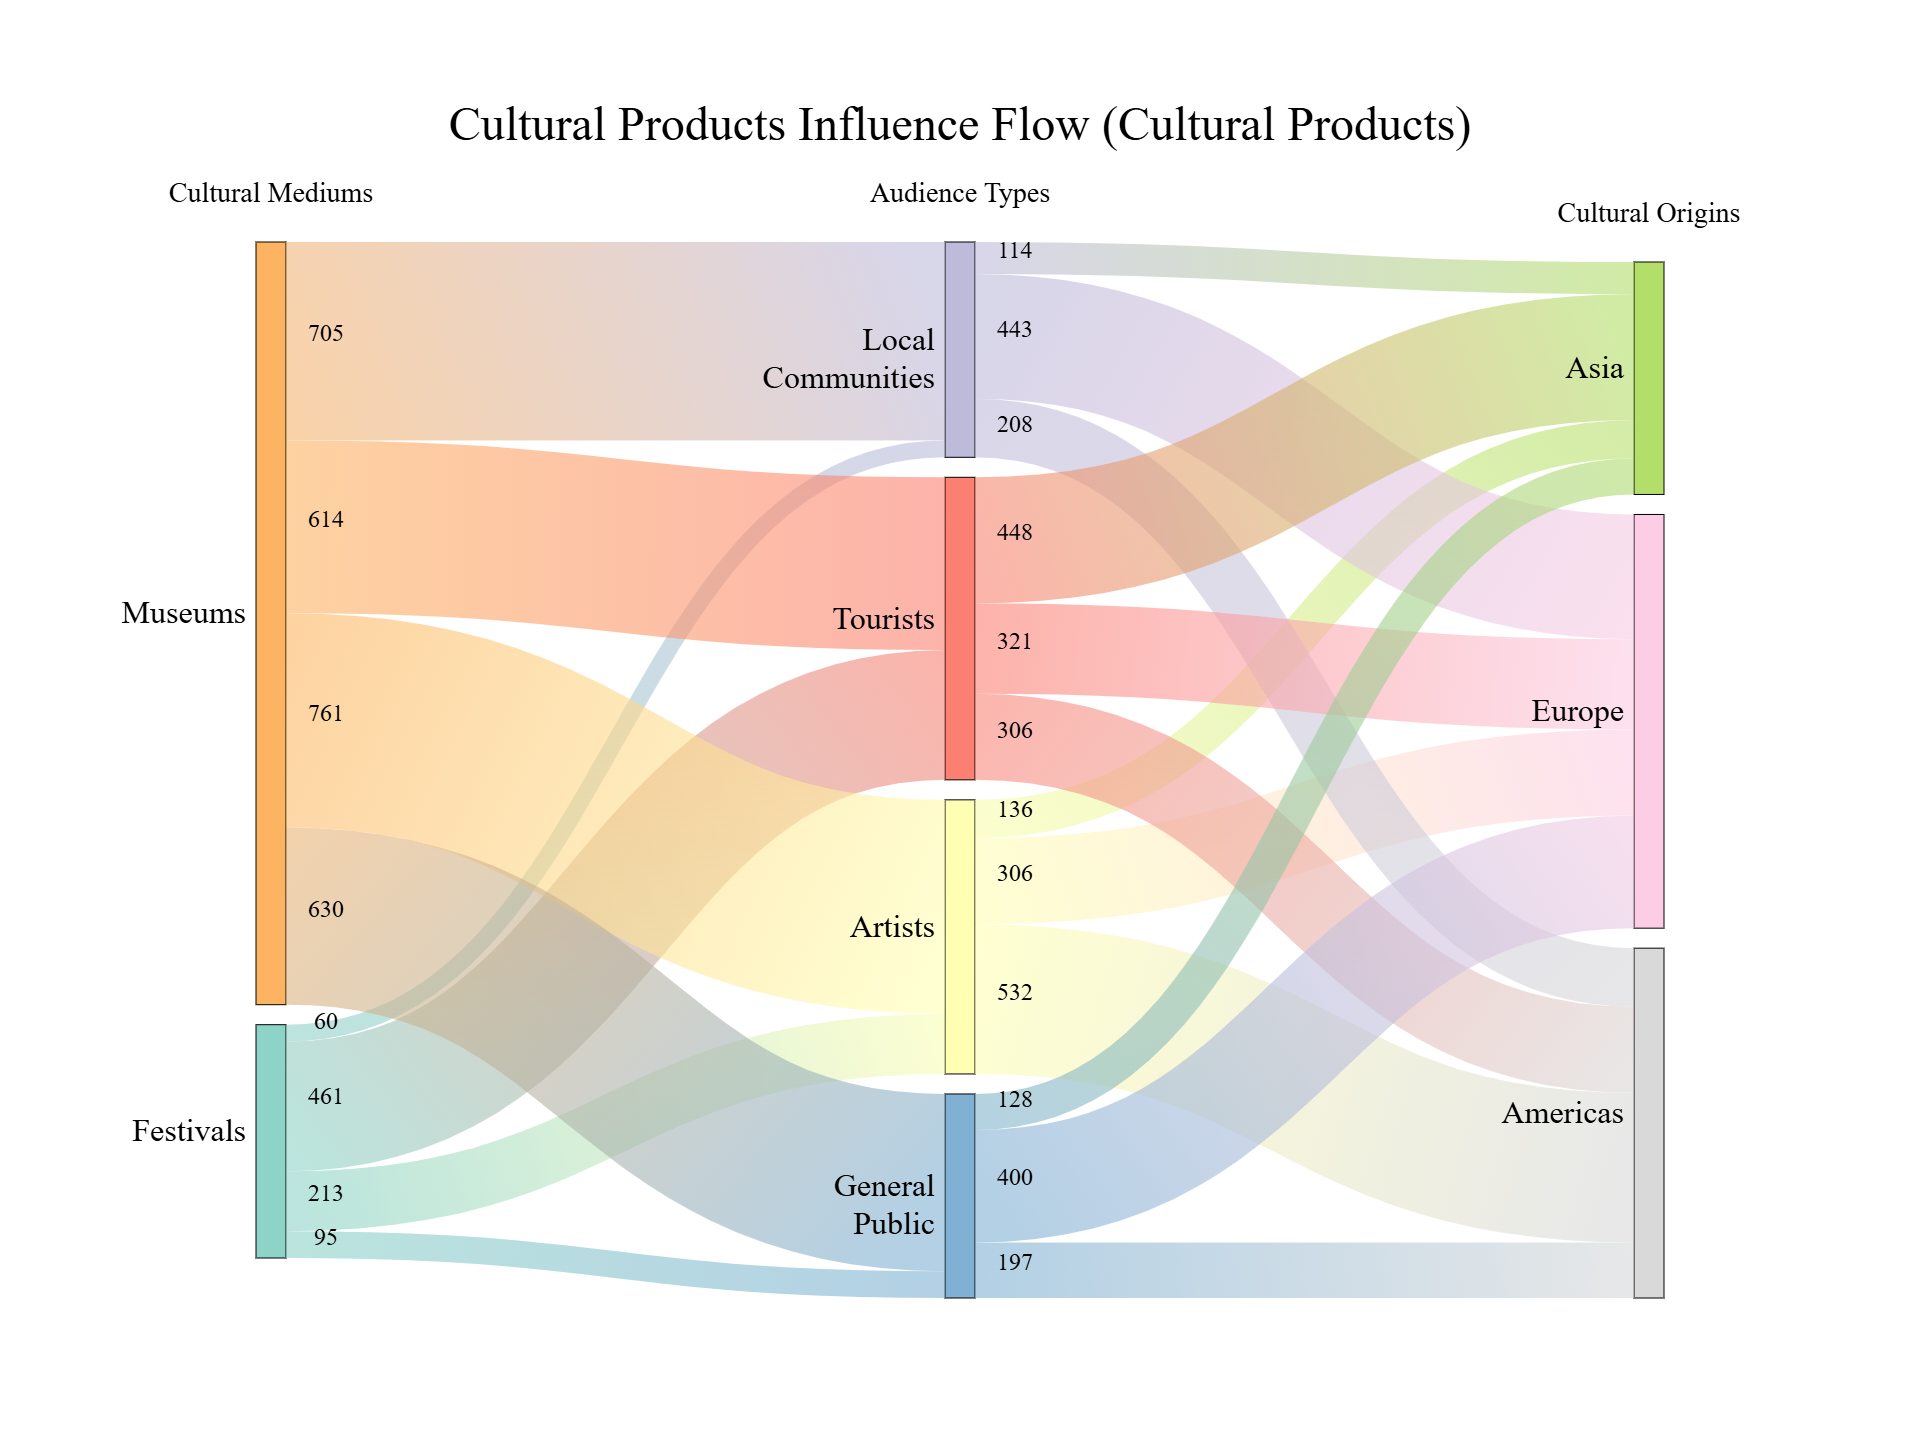 Cultural Products Influence Flow (Cultural Products)
Cultural Mediums
Audience Types
Cultural Origins
705
614
Museums
761
630
60
461
Festivals
213
95
Local
Communities
114
443
208
Tourists
448
321
306
Artists
136
306
532
General
Public
128
400
197
Asia
Europe
Americas